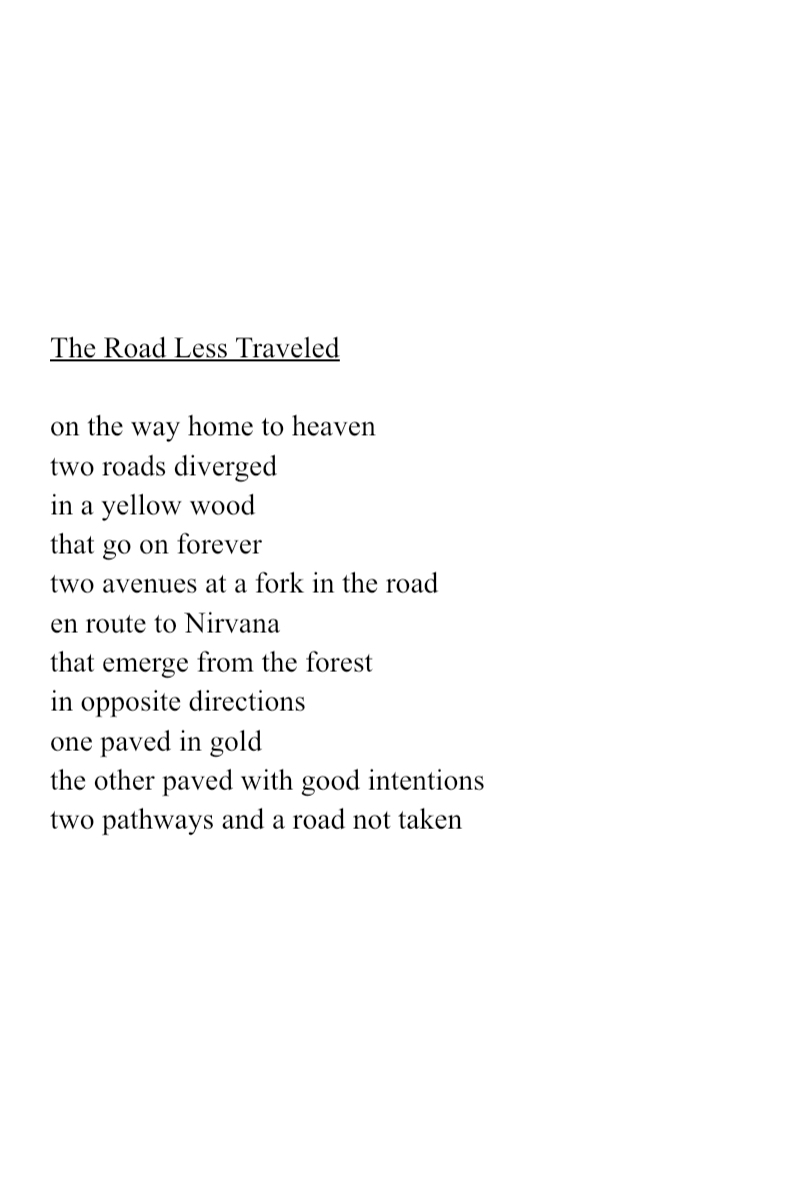 The Road Less Traveled
on the way home to heaven
two roads diverged
in a yellow wood
that go on forever
two avenues at a fork in the road
en route to Nirvana
that emerge from the forest
in opposite directions
one paved in gold
the other paved with good intentions
two pathways and a road not taken